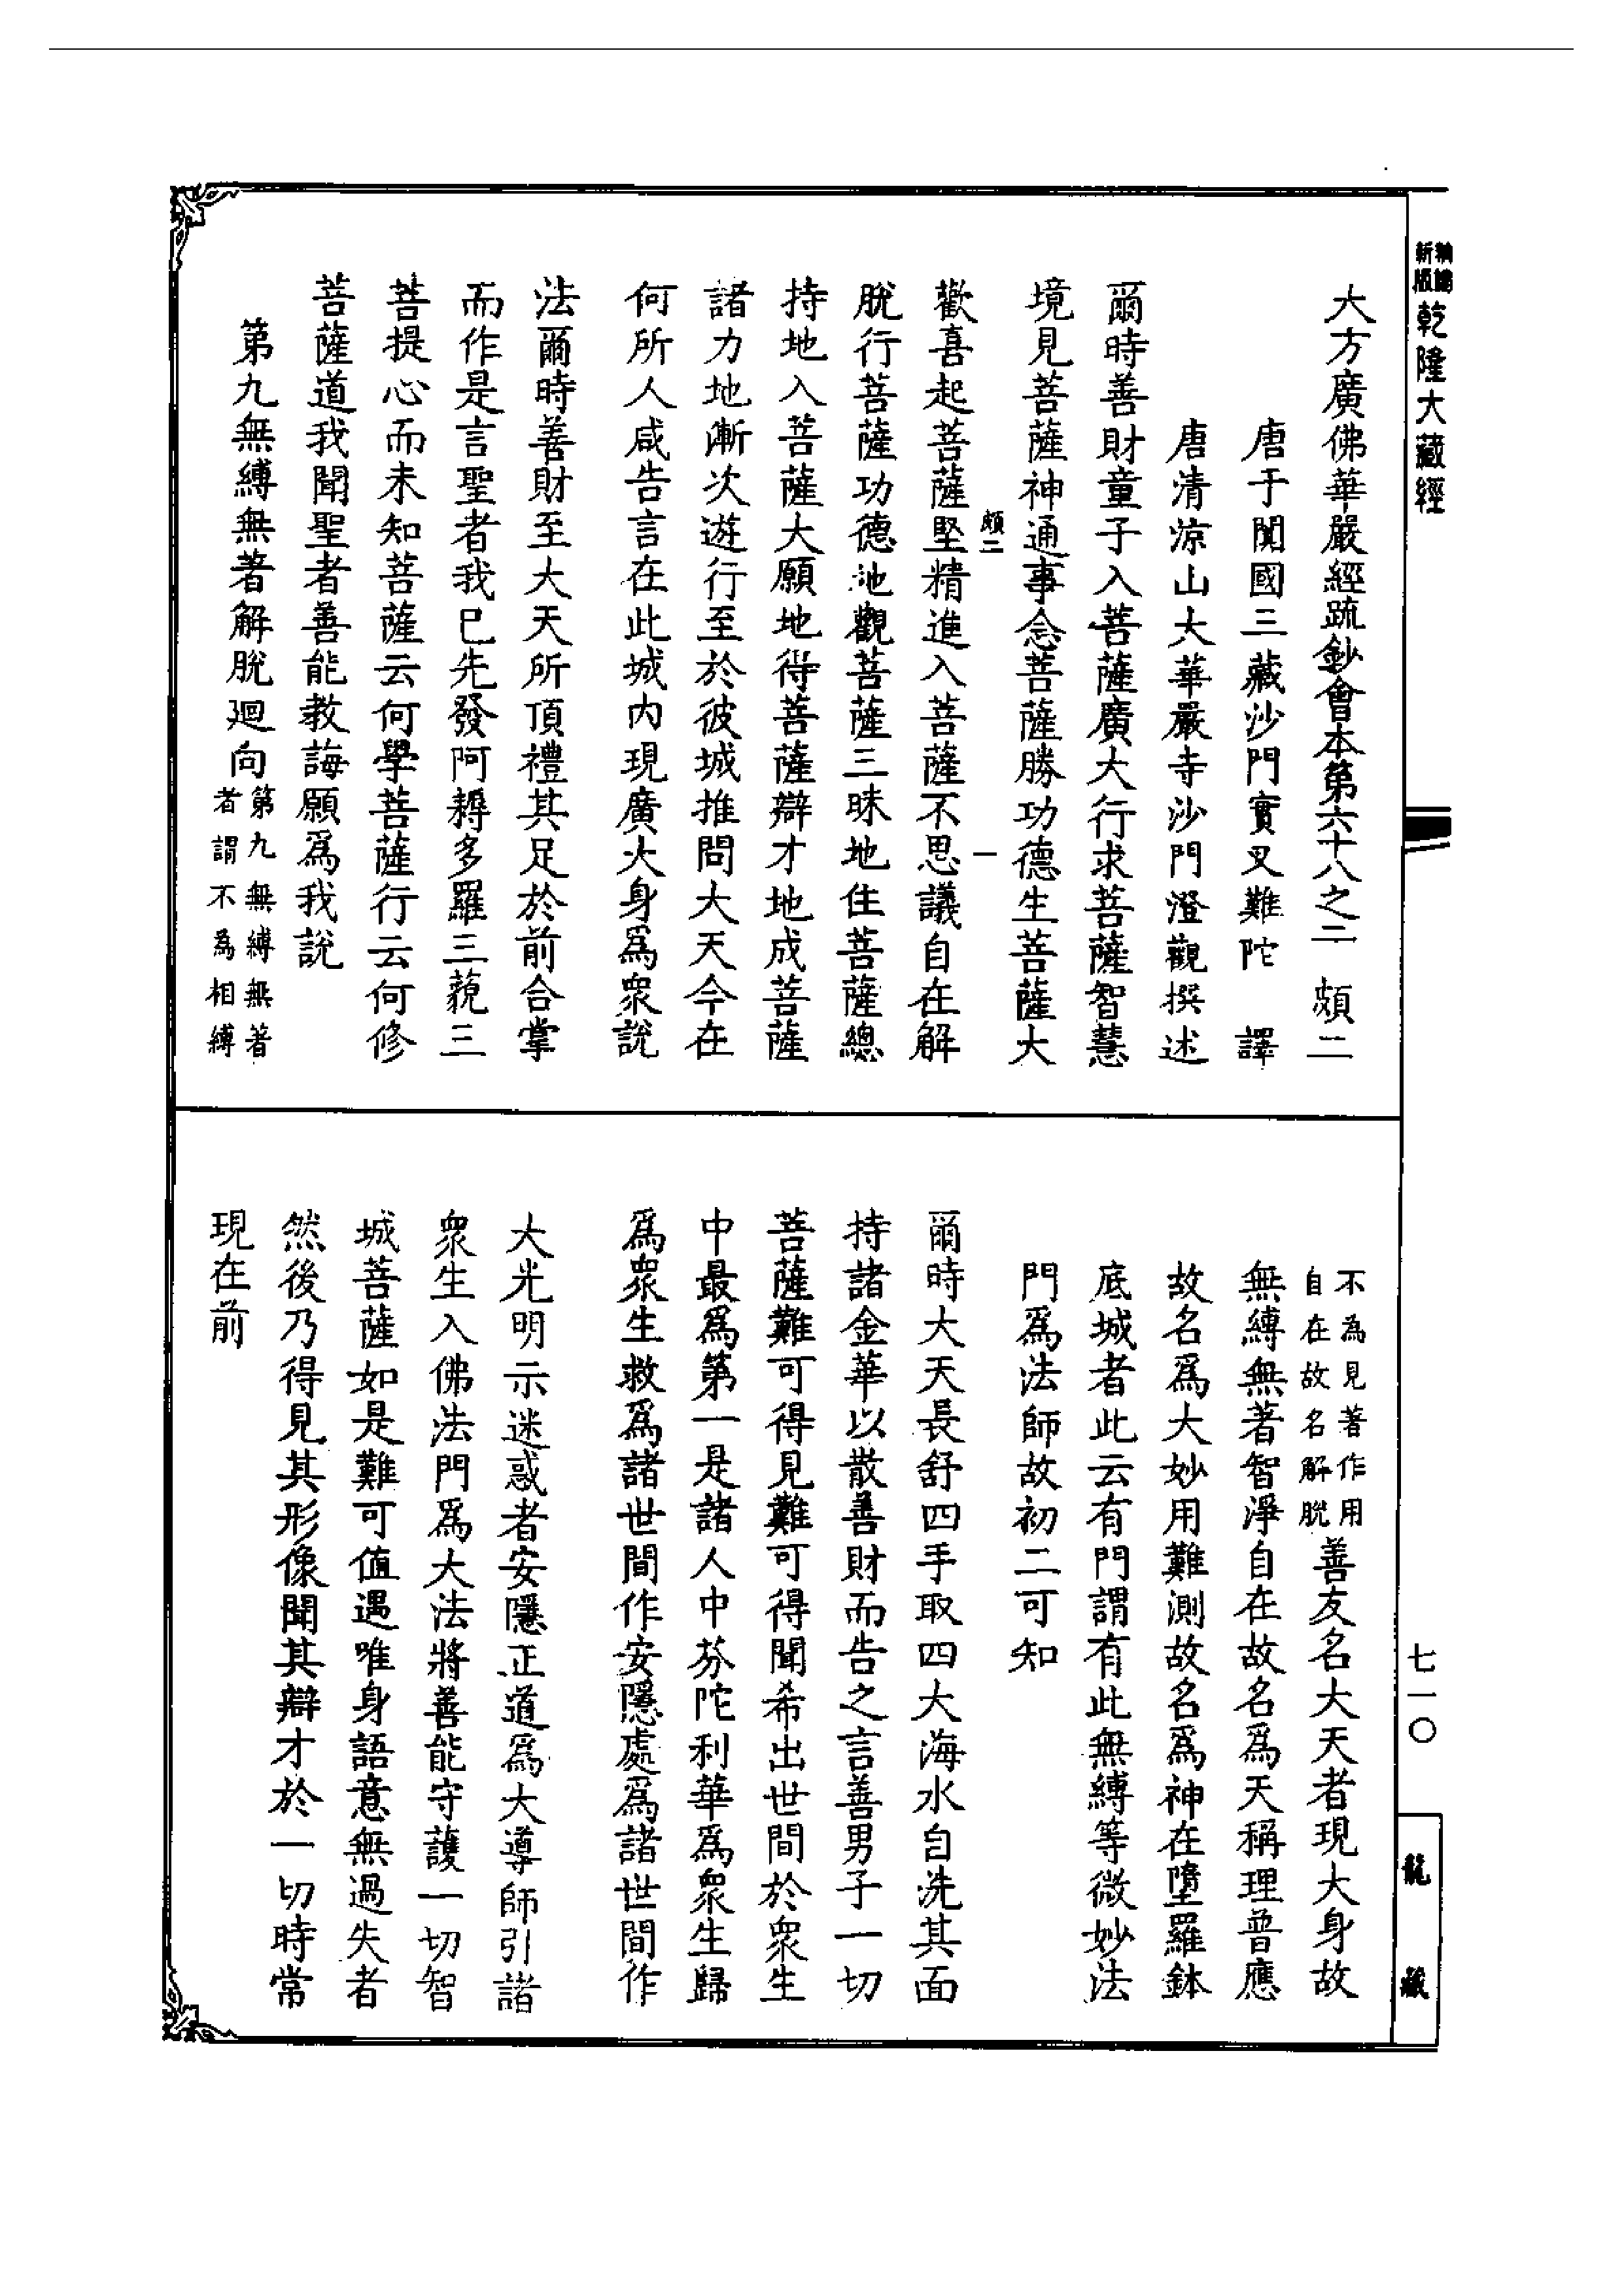 新版
精編
乾隆大藏經
大方廣佛華嚴經疏鈔會本第六十八之二　頗二
唐于闐國三藏沙門實叉難陀　譯
唐清涼山大華嚴寺沙門澄觀撰述
爾時善財童子入菩薩廣大行求菩薩智慧
境見菩薩神通事念菩薩勝功德生菩薩大
頗二　一
歡喜起菩薩堅精進入菩薩不思議自在解
脫行菩薩功德地觀菩薩三昧地住菩薩總
持地入菩薩大願地得菩薩辯才地成菩薩
諸力地漸次遊行至於彼城推問大天今在
何所人咸告言在此城內現廣大身爲衆說
法爾時善財至大天所頂禮其足於前合掌
而作是言聖者我已先發阿耨多羅三藐三
菩提心而未知菩薩云何學菩薩行云何修
菩薩道我聞聖者善能教誨願爲我說
第九無縛無著解脫迴向第九無縛無著
者謂不為相縛
不為見著作用
自在故名解脫善友名大天者現大身故
無縛無著智淨自在故名爲天稱理普應
故名爲大妙用難測故名爲神在墮羅鉢
底城者此云有門謂有此無縛等微妙法
門爲法師故初二可知
爾時大天長舒四手取四大海水自洗其面
持諸金華以散善財而告之言善男子一切
菩薩難可得見難可得聞希出世間於衆生
中最爲第一是諸人中芬陀利華爲衆生歸
爲衆生救爲諸世間作安隱處爲諸世間作
大光明示迷惑者安隱正道爲大導師引諸
衆生入佛法門爲大法將善能守護一切智
城菩薩如是難可值遇唯身語意無過失者
然後乃得見其形像聞其辯才於一切時常
現在前
七一〇
龍藏